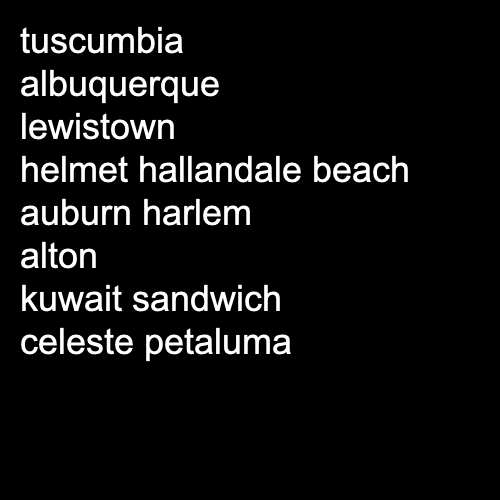 tuscumbia
albuquerque
lewistown
helmet hallandale beach
auburn harlem
alton
kuwait sandwich
celeste petaluma